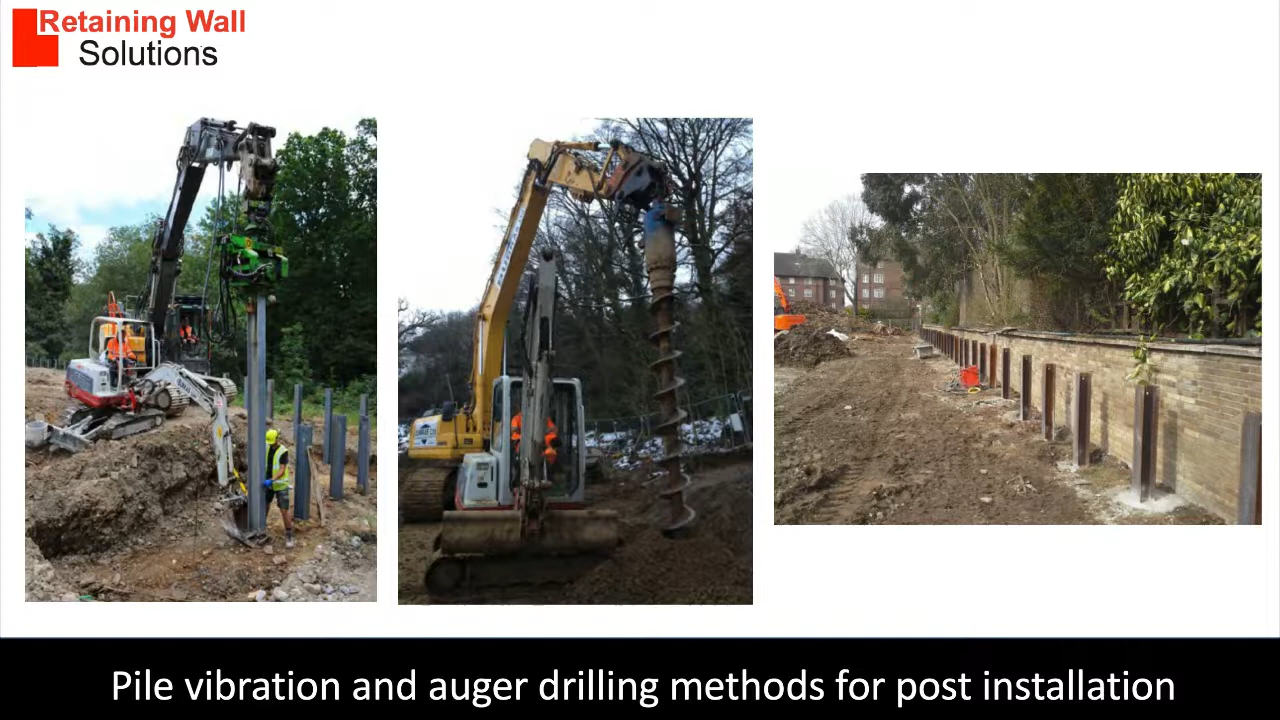 Retaining Wall
Solutions
Pile vibration and auger drilling methods for post installation